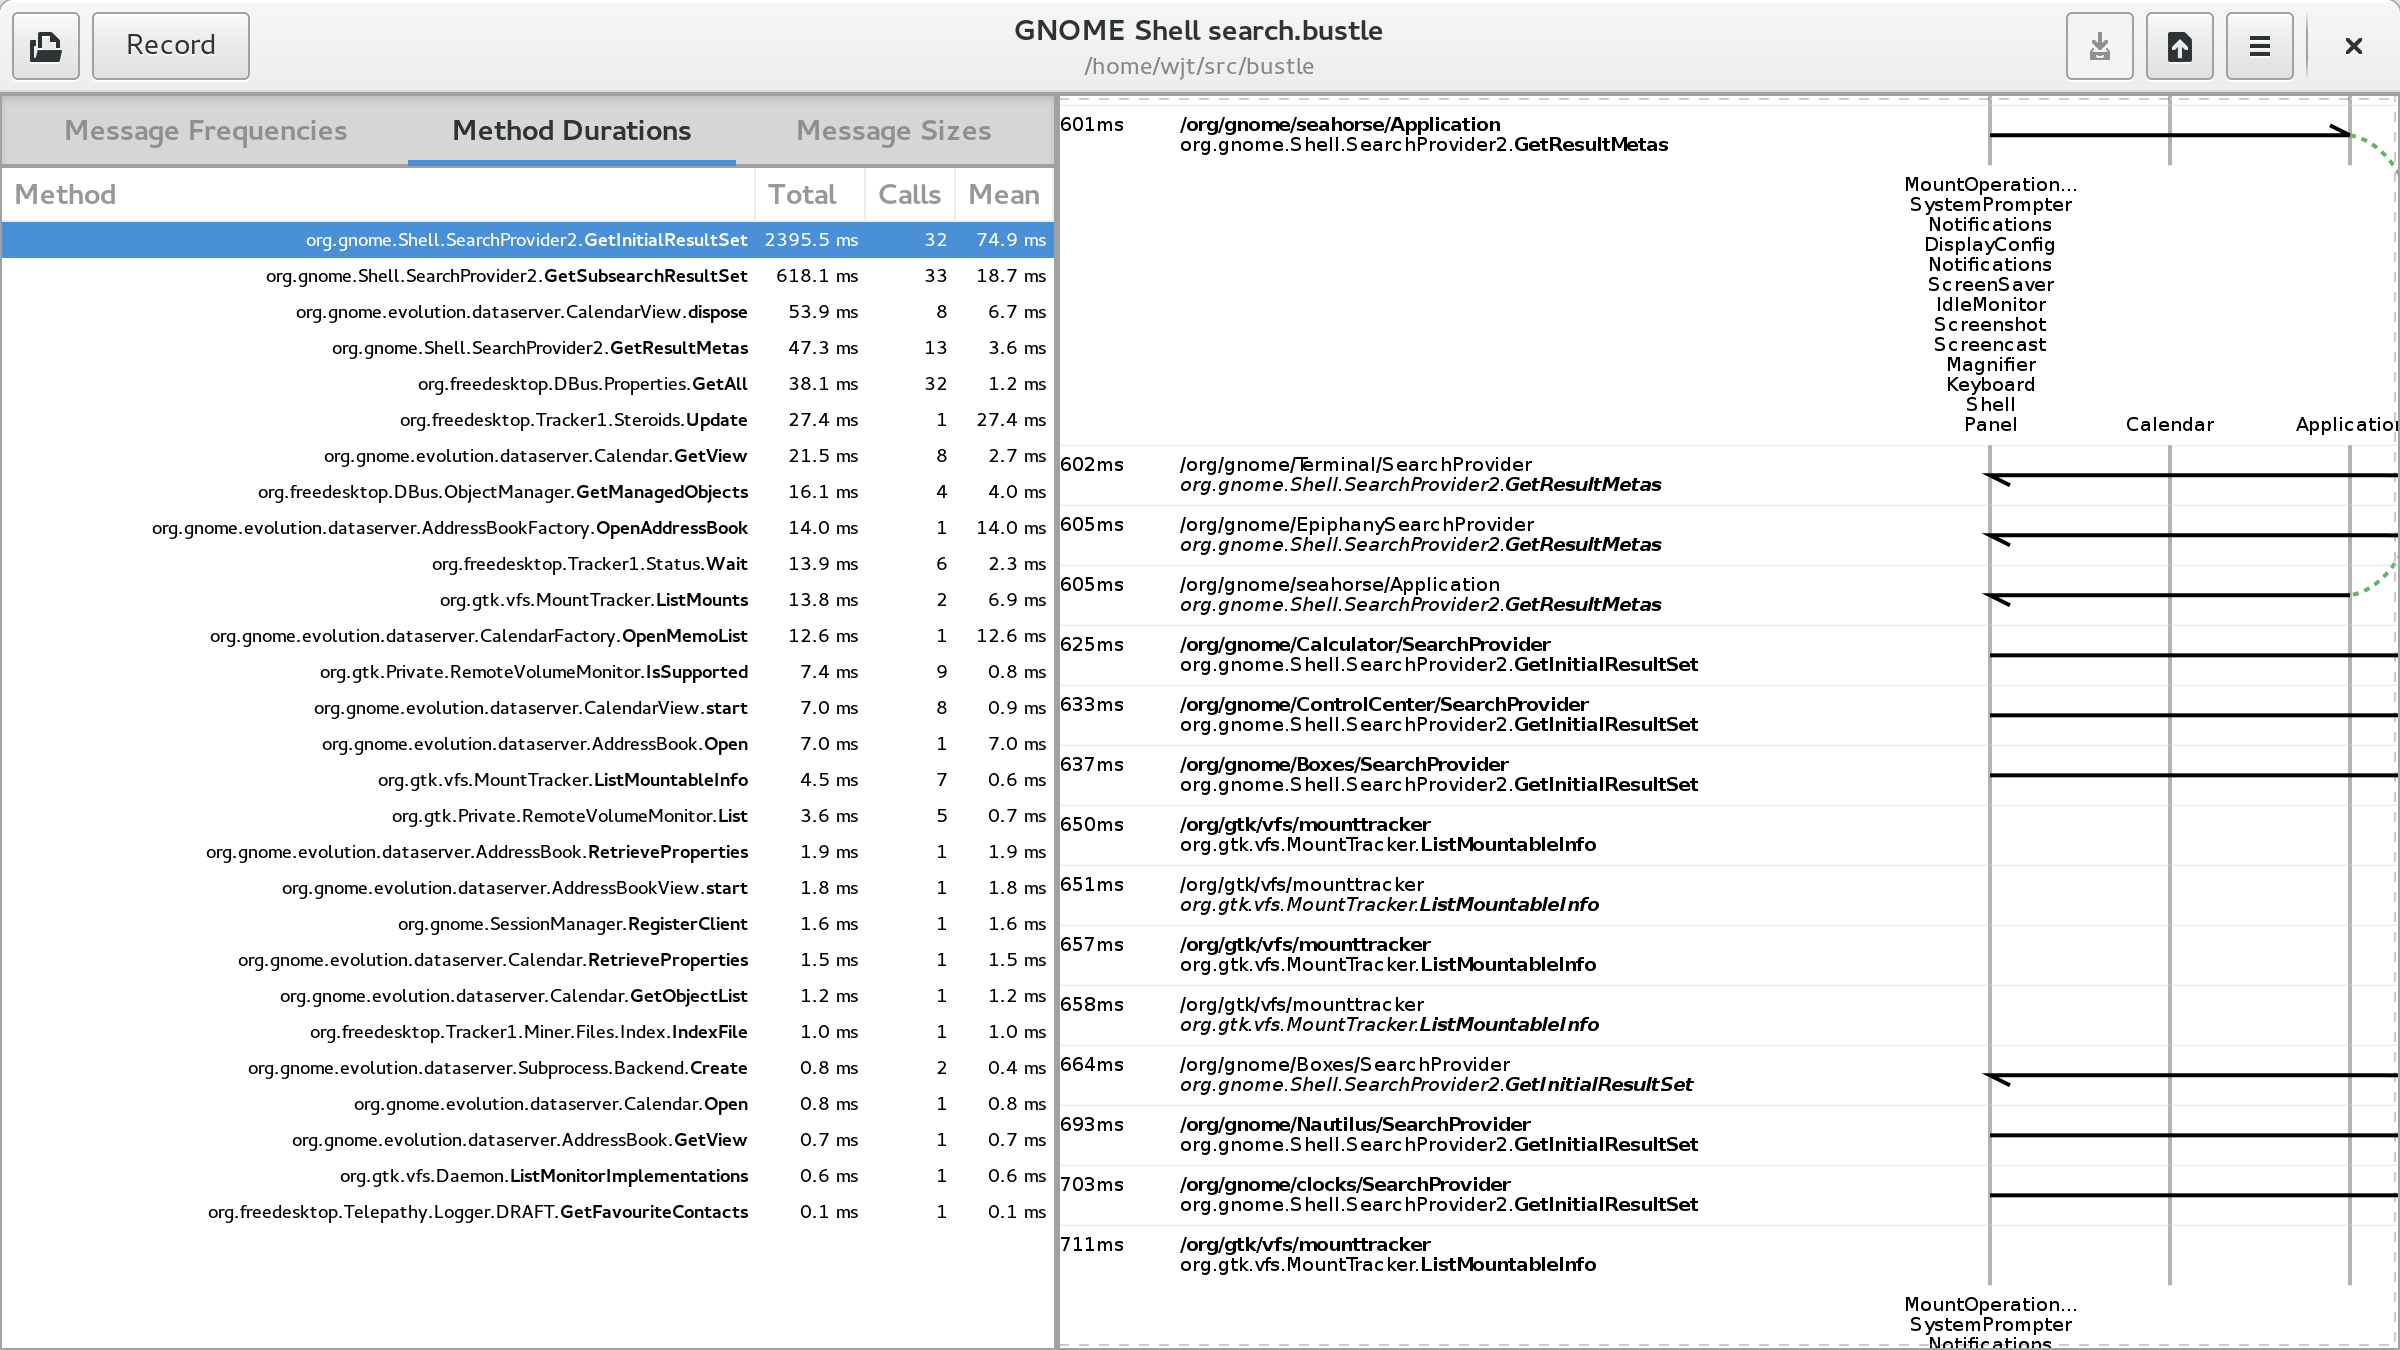 Record
GNOME Shell search.bustle
/home/wjt/src/bustle
Message Frequencies
Method Durations
Message Sizes
Method Total Calls Mean
org.gnome.Shell.SearchProvider2.GetInitialResultSet 2395.5 ms 32 74.9 ms
org.gnome.Shell.SearchProvider2.GetSubsearchResultSet 618.1 ms 33 18.7 ms
org.gnome.evolution.dataserver.CalendarView.dispose 53.9 ms 8 6.7 ms
org.gnome.Shell.SearchProvider2.GetResultMetas 47.3 ms 13 3.6 ms
org.freedesktop.DBus.Properties.GetAll 38.1 ms 32 1.2 ms
org.freedesktop.Tracker1.Steroids.Update 27.4 ms 1 27.4 ms
org.gnome.evolution.dataserver.Calendar.GetView 21.5 ms 8 2.7 ms
org.freedesktop.DBus.ObjectManager.GetManagedObjects 16.1 ms 4 4.0 ms
org.gnome.evolution.dataserver.AddressBookFactory.OpenAddressBook 14.0 ms 1 14.0 ms
org.freedesktop.Tracker1.Status.Wait 13.9 ms 6 2.3 ms
org.gtk.vfs.MountTracker.ListMounts 13.8 ms 2 6.9 ms
org.gnome.evolution.dataserver.CalendarFactory.OpenMemoList 12.6 ms 1 12.6 ms
org.gtk.Private.RemoteVolumeMonitor.IsSupported 7.4 ms 9 0.8 ms
org.gnome.evolution.dataserver.CalendarView.start 7.0 ms 8 0.9 ms
org.gnome.evolution.dataserver.AddressBook.Open 7.0 ms 1 7.0 ms
org.gtk.vfs.MountTracker.ListMountableInfo 4.5 ms 7 0.6 ms
org.gtk.Private.RemoteVolumeMonitor.List 3.6 ms 5 0.7 ms
org.gnome.evolution.dataserver.AddressBook.RetrieveProperties 1.9 ms 1 1.9 ms
org.gnome.evolution.dataserver.AddressBookView.start 1.8 ms 1 1.8 ms
org.gnome.SessionManager.RegisterClient 1.6 ms 1 1.6 ms
org.gnome.evolution.dataserver.Calendar.RetrieveProperties 1.5 ms 1 1.5 ms
org.gnome.evolution.dataserver.Calendar.GetObjectList 1.2 ms 1 1.2 ms
org.freedesktop.Tracker1.Miner.Files.Index.IndexFile 1.0 ms 1 1.0 ms
org.gnome.evolution.dataserver.Subprocess.Backend.Create 0.8 ms 2 0.4 ms
org.gnome.evolution.dataserver.Calendar.Open 0.8 ms 1 0.8 ms
org.gnome.evolution.dataserver.AddressBook.GetView 0.7 ms 1 0.7 ms
org.gtk.vfs.Daemon.ListMonitorImplementations 0.6 ms 1 0.6 ms
org.freedesktop.Telepathy.Logger.DRAFT.GetFavouriteContacts 0.1 ms 1 0.1 ms
601ms /org/gnome/seahorse/Application
org.gnome.Shell.SearchProvider2.GetResultMetas
MountOperation...
SystemPrompter
Notifications
DisplayConfig
Notifications
ScreenSaver
IdleMonitor
Screenshot
Screencast
Magnifier
Keyboard
Shell
Panel Calendar Application
602ms /org/gnome/Terminal/SearchProvider
org.gnome.Shell.SearchProvider2.GetResultMetas
605ms /org/gnome/EpiphanySearchProvider
org.gnome.Shell.SearchProvider2.GetResultMetas
605ms /org/gnome/seahorse/Application
org.gnome.Shell.SearchProvider2.GetResultMetas
625ms /org/gnome/Calculator/SearchProvider
org.gnome.Shell.SearchProvider2.GetInitialResultSet
633ms /org/gnome/ControlCenter/SearchProvider
org.gnome.Shell.SearchProvider2.GetInitialResultSet
637ms /org/gnome/Boxes/SearchProvider
org.gnome.Shell.SearchProvider2.GetInitialResultSet
650ms /org/gtk/vfs/mounttracker
org.gtk.vfs.MountTracker.ListMountableInfo
651ms /org/gtk/vfs/mounttracker
org.gtk.vfs.MountTracker.ListMountableInfo
657ms /org/gtk/vfs/mounttracker
org.gtk.vfs.MountTracker.ListMountableInfo
658ms /org/gtk/vfs/mounttracker
org.gtk.vfs.MountTracker.ListMountableInfo
664ms /org/gnome/Boxes/SearchProvider
org.gnome.Shell.SearchProvider2.GetInitialResultSet
693ms /org/gnome/Nautilus/SearchProvider
org.gnome.Shell.SearchProvider2.GetInitialResultSet
703ms /org/gnome/clocks/SearchProvider
org.gnome.Shell.SearchProvider2.GetInitialResultSet
711ms /org/gtk/vfs/mounttracker
org.gtk.vfs.MountTracker.ListMountableInfo
MountOperation...
SystemPrompter
Notifications